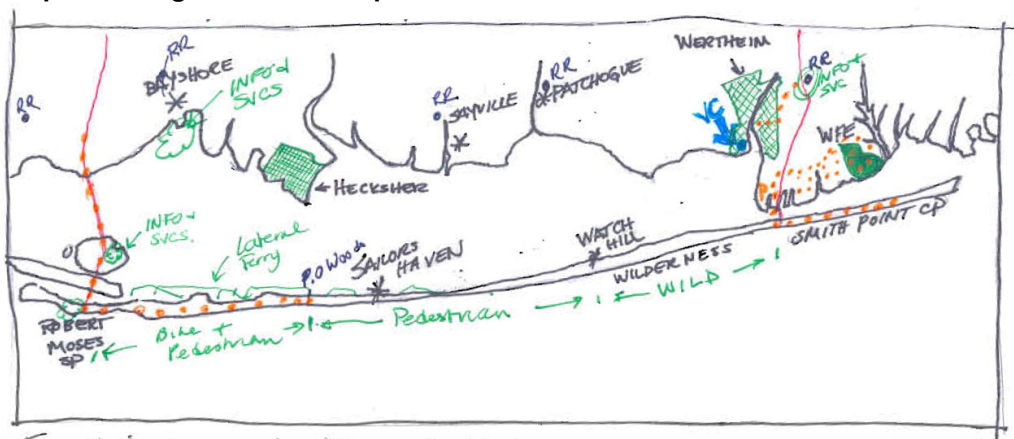 RR
RR
BAYSHORE
INFO &
SVCS
RR
SAYVILLE
RR
PATCHOGUE
WERTHEIM
VC
RR
INFO +
SVC
WFE
← HECKSHER
INFO +
SVCS.
Lateral
Ferry
P.O Woods
SAILORS
HAVEN
WATCH
HILL
WILDERNESS
SMITH POINT CP
ROBERT
MOSES
SP
Bike +
Pedestrian
Pedestrian
WILD